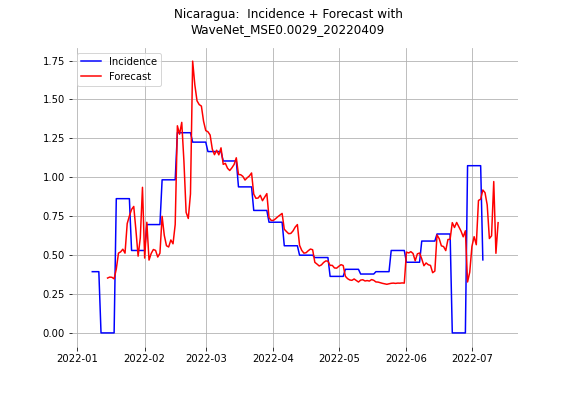 Nicaragua:  Incidence + Forecast with
WaveNet_MSE0.0029_20220409
Incidence
Forecast
1.75
1.50
1.25
1.00
0.75
0.50
0.25
0.00
2022-01 2022-02 2022-03 2022-04 2022-05 2022-06 2022-07